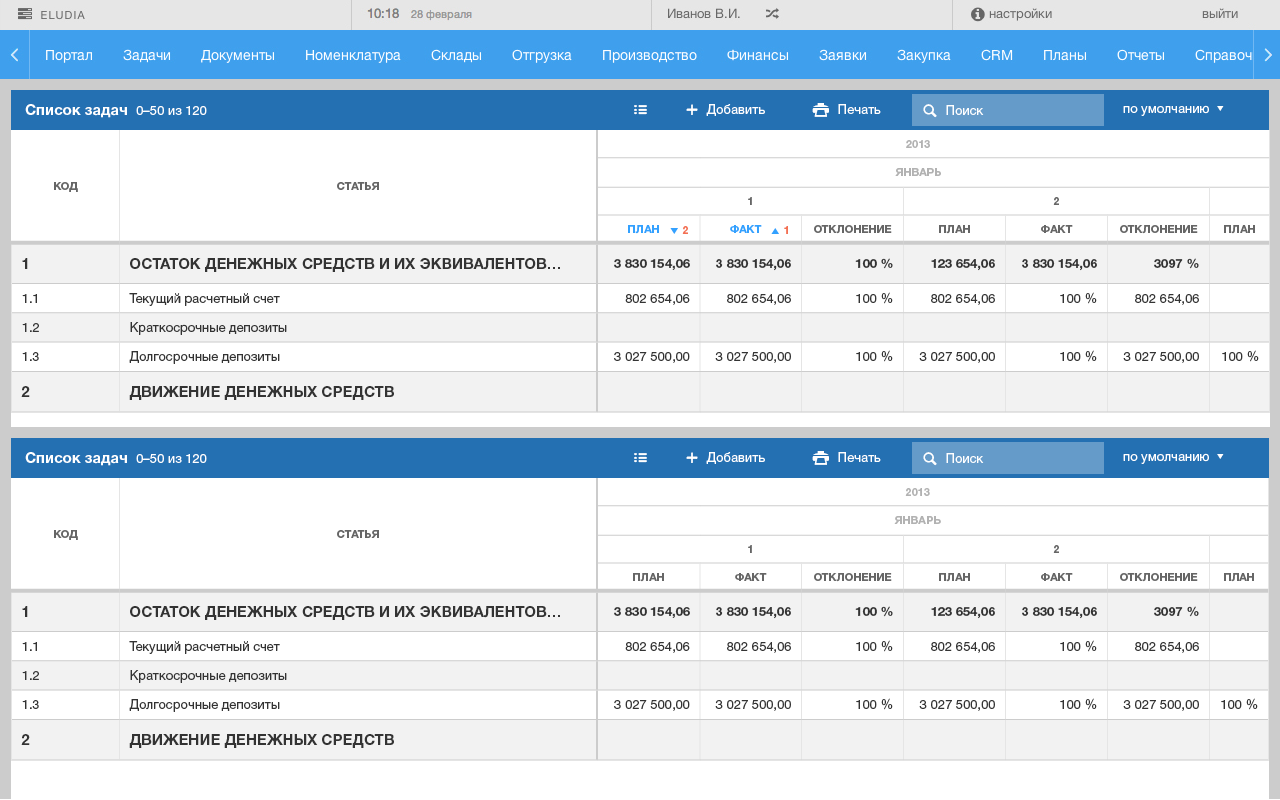 ELUDIA 10:18 28 февраля Иванов В.И. настройки выйти
Портал Задачи Документы Номенклатура Склады Отгрузка Производство Финансы Заявки Закупка CRM Планы Отчеты Справоч
Список задач 0–50 из 120 Добавить Печать Поиск по умолчанию
2013
ЯНВАРЬ
КОД СТАТЬЯ
1 2
ПЛАН 2 ФАКТ 1 ОТКЛОНЕНИЕ ПЛАН ФАКТ ОТКЛОНЕНИЕ ПЛАН
1 ОСТАТОК ДЕНЕЖНЫХ СРЕДСТВ И ИХ ЭКВИВАЛЕНТОВ... 3 830 154,06 3 830 154,06 100 % 123 654,06 3 830 154,06 3097 %
1.1 Текущий расчетный счет 802 654,06 802 654,06 100 % 802 654,06 100 % 802 654,06
1.2 Краткосрочные депозиты
1.3 Долгосрочные депозиты 3 027 500,00 3 027 500,00 100 % 3 027 500,00 100 % 3 027 500,00 100 %
2 ДВИЖЕНИЕ ДЕНЕЖНЫХ СРЕДСТВ
Список задач 0–50 из 120 Добавить Печать Поиск по умолчанию
2013
ЯНВАРЬ
КОД СТАТЬЯ
1 2
ПЛАН ФАКТ ОТКЛОНЕНИЕ ПЛАН ФАКТ ОТКЛОНЕНИЕ ПЛАН
1 ОСТАТОК ДЕНЕЖНЫХ СРЕДСТВ И ИХ ЭКВИВАЛЕНТОВ... 3 830 154,06 3 830 154,06 100 % 123 654,06 3 830 154,06 3097 %
1.1 Текущий расчетный счет 802 654,06 802 654,06 100 % 802 654,06 100 % 802 654,06
1.2 Краткосрочные депозиты
1.3 Долгосрочные депозиты 3 027 500,00 3 027 500,00 100 % 3 027 500,00 100 % 3 027 500,00 100 %
2 ДВИЖЕНИЕ ДЕНЕЖНЫХ СРЕДСТВ